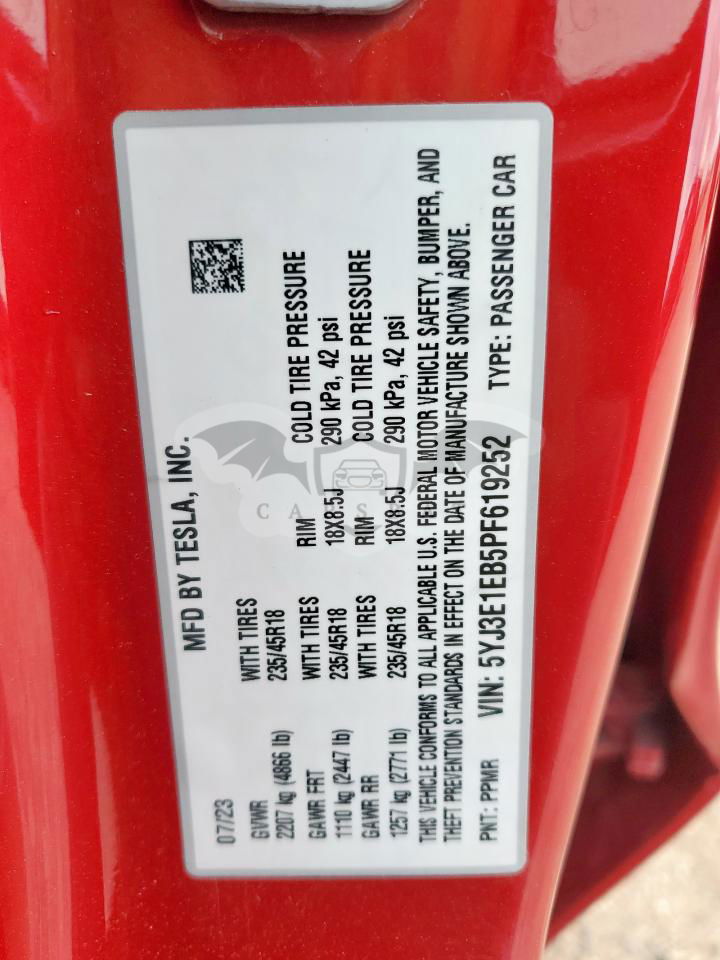 MFD BY TESLA, INC.
07/23
GVWR WITH TIRES RIM COLD TIRE PRESSURE
2207 kg (4866 lb) 235/45R18
GAWR FRT WITH TIRES RIM COLD TIRE PRESSURE
1110 kg (2447 lb) 235/45R18 18X8.5J 290 kPa, 42 psi
GAWR RR WITH TIRES RIM COLD TIRE PRESSURE
1257 kg (2771 lb) 235/45R18 18X8.5J 290 kPa, 42 psi
THIS VEHICLE CONFORMS TO ALL APPLICABLE U.S. FEDERAL MOTOR VEHICLE SAFETY, BUMPER, AND
THEFT PREVENTION STANDARDS IN EFFECT ON THE DATE OF MANUFACTURE SHOWN ABOVE.
PNT: PPMR VIN: 5YJ3E1EB5PF619252 TYPE: PASSENGER CAR